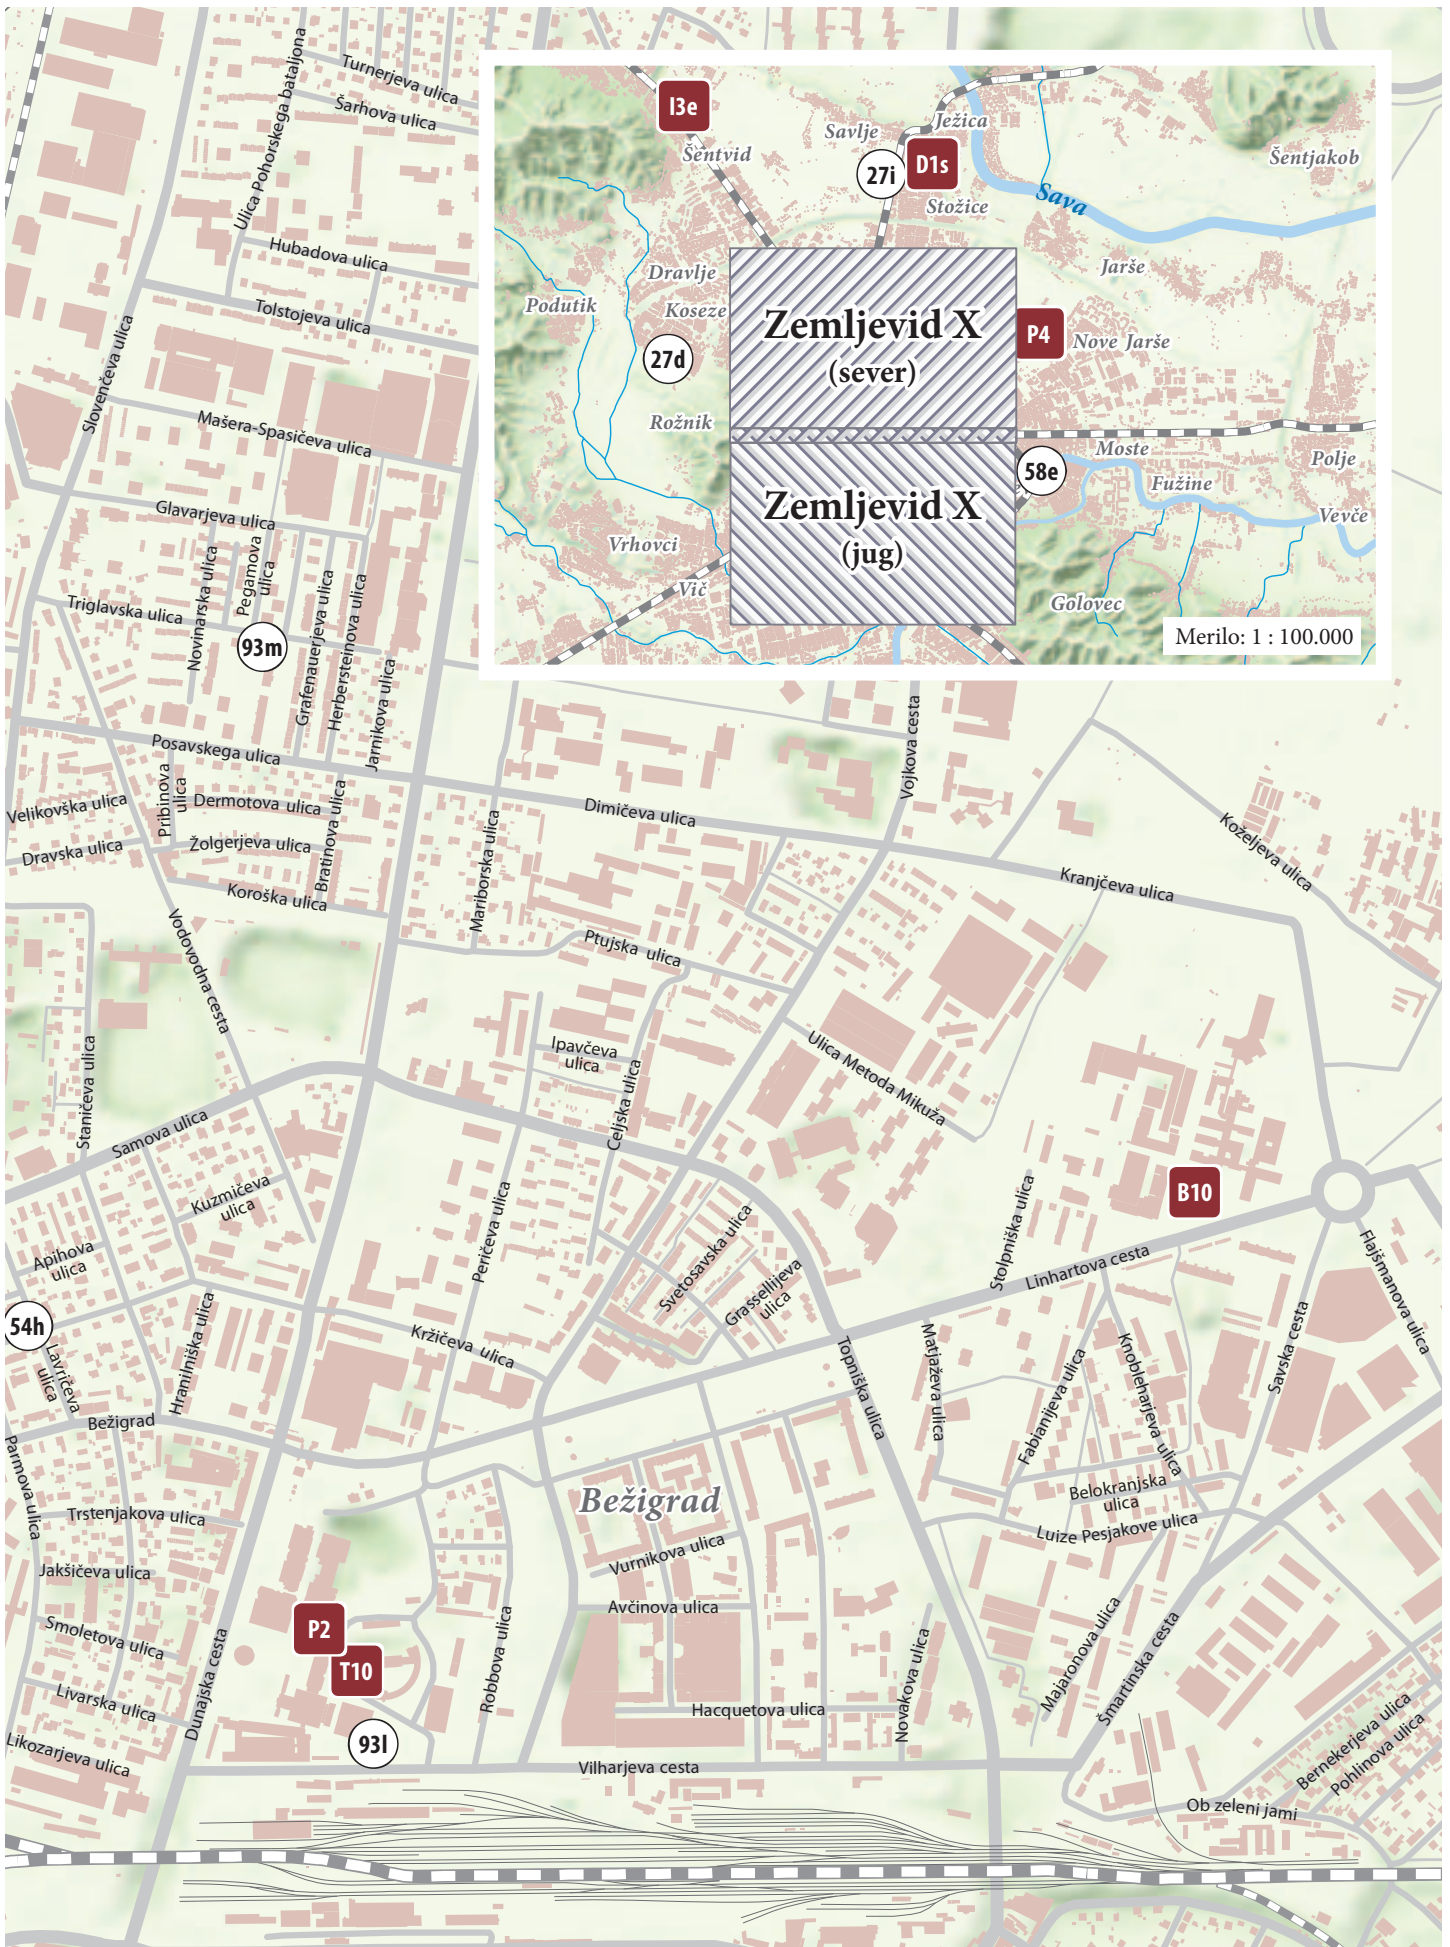 Turnerjeva ulica
Šarhova ulica
Ulica Pohorskega bataljona
Hubadova ulica
Tolstojeva ulica
Slovenčeva ulica
Mašera-Spasičeva ulica
Glavarjeva ulica
Novinarska ulica
Pegamova
ulica
Triglavska ulica
93m
Grafenauerjeva ulica
Herbersteinova ulica
Jarnikova ulica
I3e
Šentvid
Savlje
Ježica
27i
D1s
Stožice
Sava
Šentjakob
Dravlje
Podutik
Koseze
27d
Rožnik
Jarše
P4
Nove Jarše
Zemljevid X
(sever)
Zemljevid X
(jug)
58e
Moste
Fužine
Polje
Vevče
Vrhovci
Vič
Golovec
Merilo: 1 : 100.000
Posavskega ulica
Velikovška ulica
Pribinova
ulica
Dermotova ulica
Dravska ulica
Žolgerjeva ulica
Bratinova ulica
Koroška ulica
Mariborska ulica
Dimičeva ulica
Vojkova cesta
Kranjčeva ulica
Koželjeva ulica
Vodovodna cesta
Ptujska ulica
Ipavčeva
ulica
Celjska ulica
Ulica Metoda Mikuža
Staničeva ulica
Samova ulica
Kuzmičeva
ulica
Apihova
ulica
Peričeva ulica
Svetosavska ulica
Grassellijeva
ulica
Stolpniška ulica
B10
Linhartova cesta
Flajšmanova ulica
54h
Lavričeva
ulica
Hranilniška ulica
Kržičeva ulica
Topniška ulica
Matjaževa ulica
Fabianijeva ulica
Knobleharjeva ulica
Savska cesta
Bežigrad
Parmova ulica
Bežigrad
Belokranjska
ulica
Luize Pesjakove ulica
Trstenjakova ulica
Vurnikova ulica
Jakšičeva ulica
Avčinova ulica
Smoletova ulica
P2
T10
Robbova ulica
Livarska ulica
Dunajska cesta
Hacquetova ulica
Novakova ulica
Majaronova ulica
Šmartinska cesta
Likozarjeva ulica
93l
Vilharjeva cesta
Bernekerjeva ulica
Pohlinova ulica
Ob zeleni jami